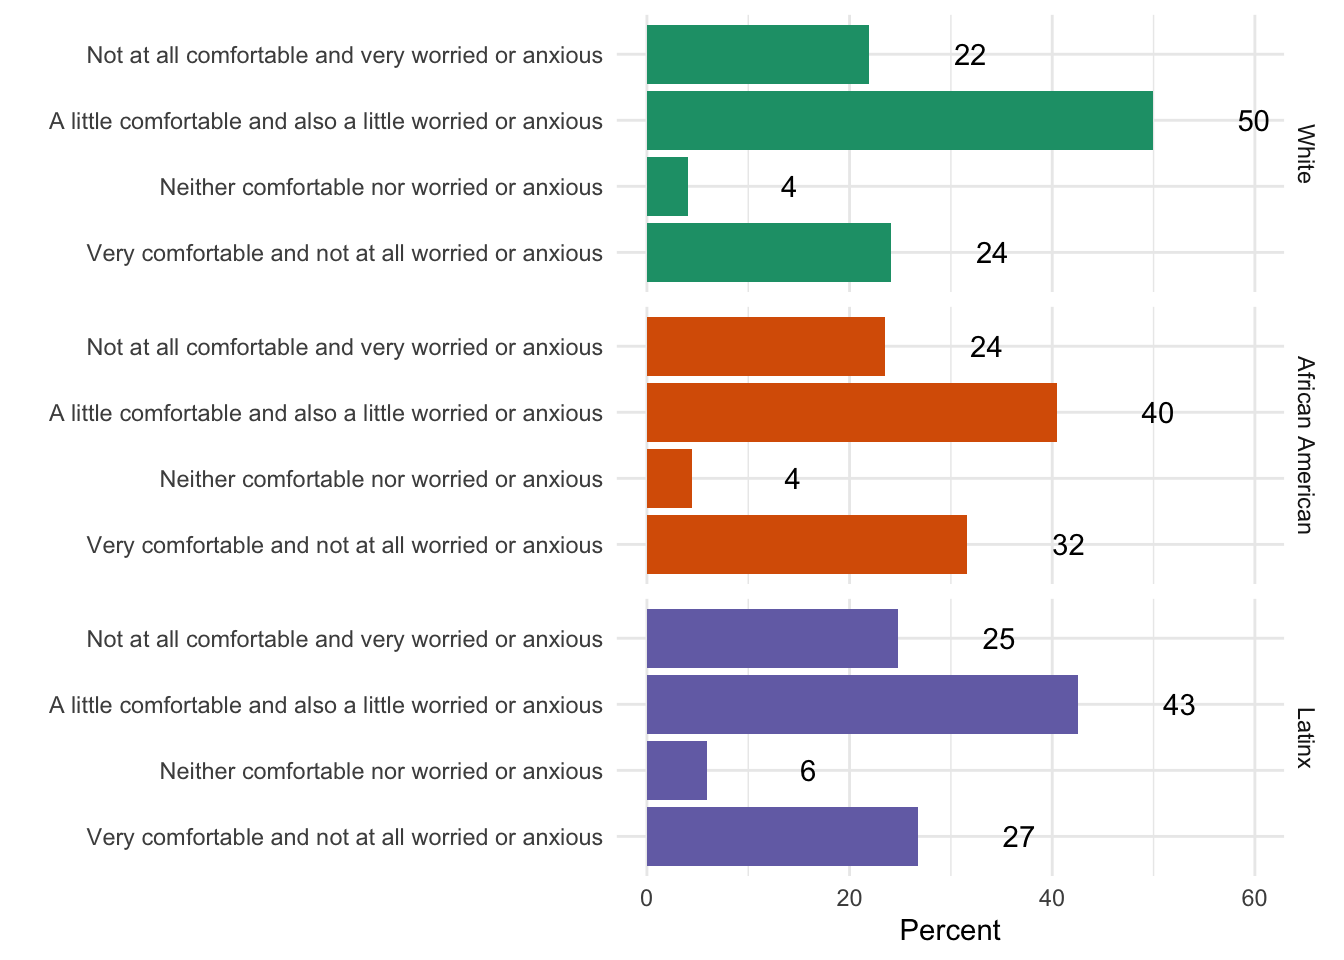 Not at all comfortable and very worried or anxious 22
A little comfortable and also a little worried or anxious 50
Neither comfortable nor worried or anxious 4
Very comfortable and not at all worried or anxious 24
White
Not at all comfortable and very worried or anxious 24
A little comfortable and also a little worried or anxious 40
Neither comfortable nor worried or anxious 4
Very comfortable and not at all worried or anxious 32
African American
Not at all comfortable and very worried or anxious 25
A little comfortable and also a little worried or anxious 43
Neither comfortable nor worried or anxious 6
Very comfortable and not at all worried or anxious 27
Latinx
0 20 40 60
Percent